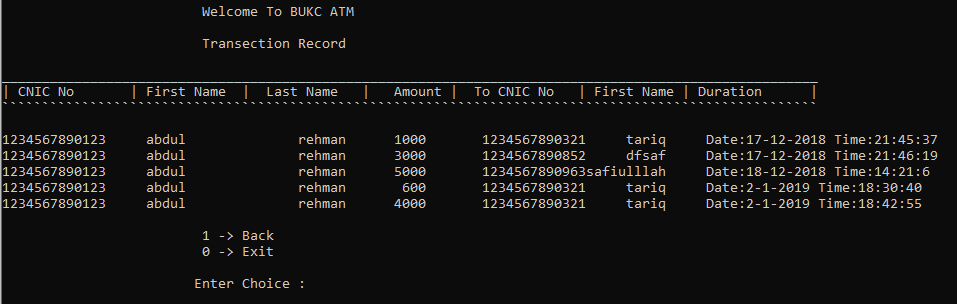 Welcome To BUKC ATM
Transection Record
| CNIC No | First Name | Last Name | Amount | To CNIC No | First Name | Duration |
1234567890123 abdul rehman 1000 1234567890321 tariq Date:17-12-2018 Time:21:45:37
1234567890123 abdul rehman 3000 1234567890852 dfsaf Date:17-12-2018 Time:21:46:19
1234567890123 abdul rehman 5000 1234567890963safiulllah Date:18-12-2018 Time:14:21:6
1234567890123 abdul rehman 600 1234567890321 tariq Date:2-1-2019 Time:18:30:40
1234567890123 abdul rehman 4000 1234567890321 tariq Date:2-1-2019 Time:18:42:55
1 -> Back
0 -> Exit
Enter Choice :